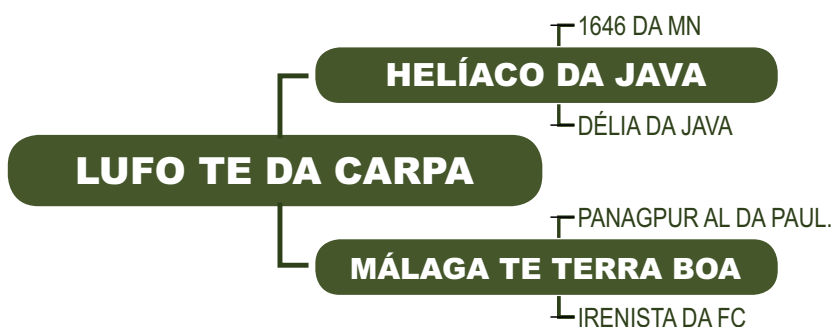 1646 DA MN
HELÍACO DA JAVA
DÉLIA DA JAVA
LUFO TE DA CARPA
PANAGPUR AL DA PAUL.
MÁLAGA TE TERRA BOA
IRENISTA DA FC